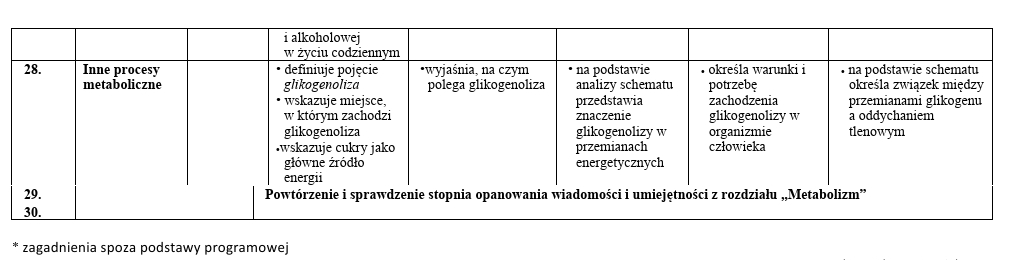 i alkoholowej
w życiu codziennym
28.
Inne procesy
metaboliczne
• definiuje pojęcie
glikogenoliza
• wskazuje miejsce,
w którym zachodzi
glikogenoliza
•wskazuje cukry jako
główne źródło
energii
•wyjaśnia, na czym
polega glikogenoliza
• na podstawie
analizy schematu
przedstawia
znaczenie
glikogenolizy w
przemianach
energetycznych
• określa warunki i
potrzebę
zachodzenia
glikogenolizy w
organizmie
człowieka
• na podstawie schematu
określa związek między
przemianami glikogenu
a oddychaniem
tlenowym
29.
30.
Powtórzenie i sprawdzenie stopnia opanowania wiadomości i umiejętności z rozdziału „Metabolizm”
* zagadnienia spoza podstawy programowej